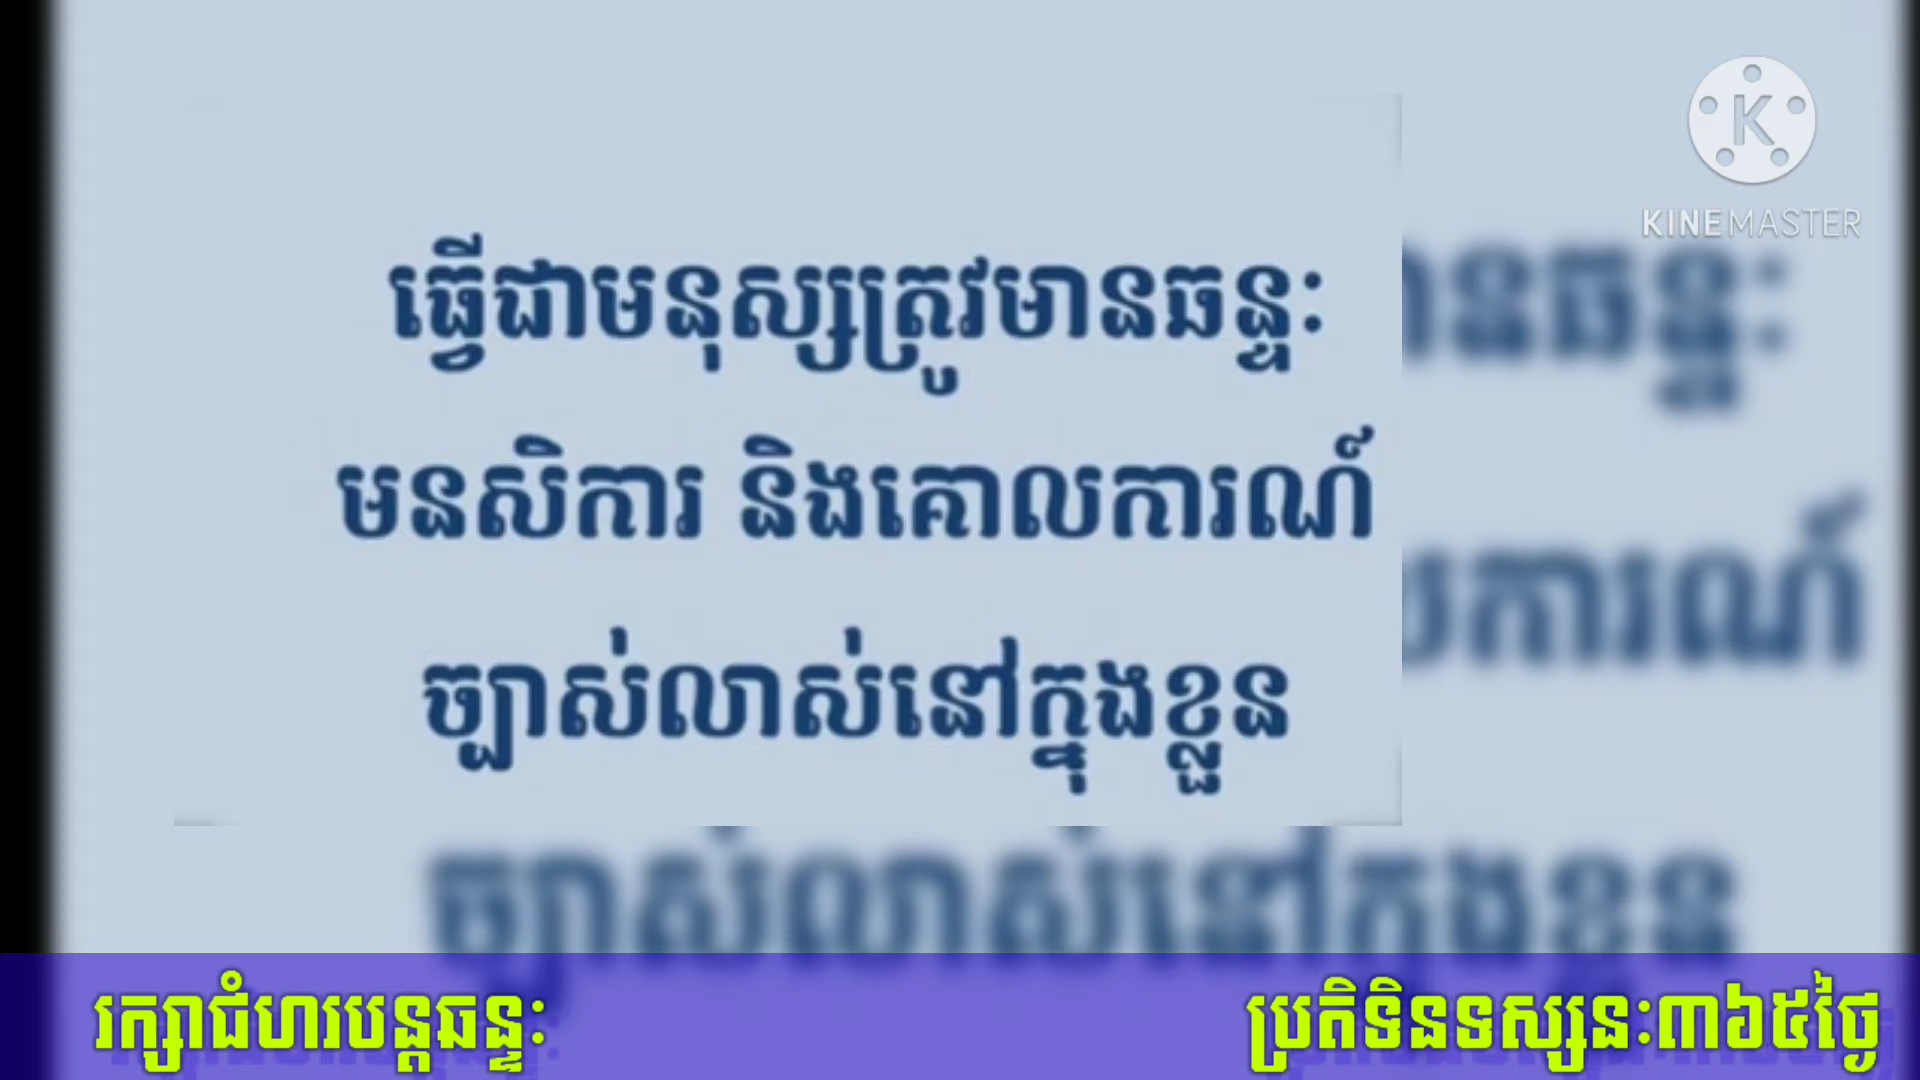 KINEMASTER
ធ្វើជាមនុស្សត្រូវមានឆន្ទៈ
មនសិការ និងគោលការណ៍
ច្បាស់លាស់នៅក្នុងខ្លួន
រក្សាជំហរបន្តឆន្ទៈ
ប្រតិទិនទស្សនៈ៣៦៥ថ្ងៃ